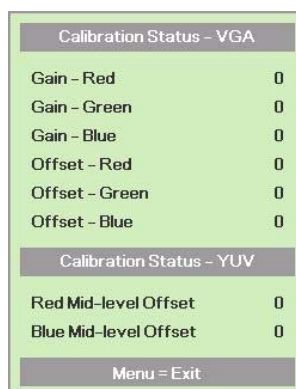 Calibration Status – VGA
Gain – Red 0
Gain – Green 0
Gain – Blue 0
Offset – Red 0
Offset – Green 0
Offset – Blue 0
Calibration Status – YUV
Red Mid-level Offset 0
Blue Mid-level Offset 0
Menu = Exit